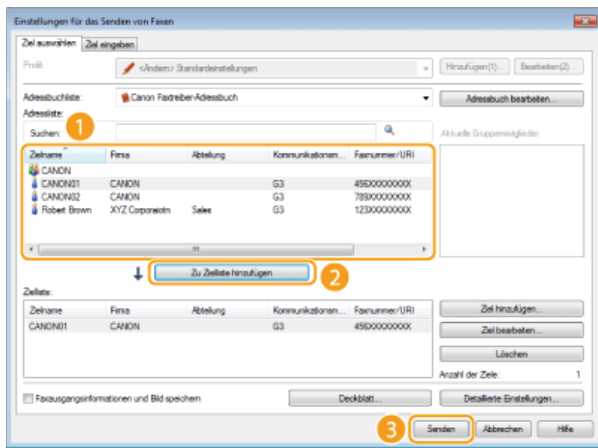 Einstellungen für das Senden von Faxen
Ziel auswählen Ziel eingeben
Profil: <Ändern> Standardeinstellungen Hinzufügen(1)... Bearbeiten(2)...
Adressbuchliste: Canon Faxtreiber-Adressbuch Adressbuch bearbeiten...
Adressliste:
1
Suchen: Aktuelle Gruppenmitglieder:
Zielname Firma Abteilung Kommunikationsm... Faxnummer/URI
CANON
CANON01 CANON G3 456XXXXXXXX
CANON02 CANON G3 789XXXXXXXX
Robert Brown XYZ Corporaiotn Sales G3 123XXXXXXXX
Zu Zielliste hinzufügen 2
Zielliste:
Zielname Firma Abteilung Kommunikationsm... Faxnummer/URI Ziel hinzufügen...
CANON01 CANON G3 456XXXXXXXX Ziel bearbeiten...
Löschen
Anzahl der Ziele: 1
Faxausgangsinformationen und Bild speichern Deckblatt... Detaillierte Einstellungen...
3 Senden Abbrechen Hilfe